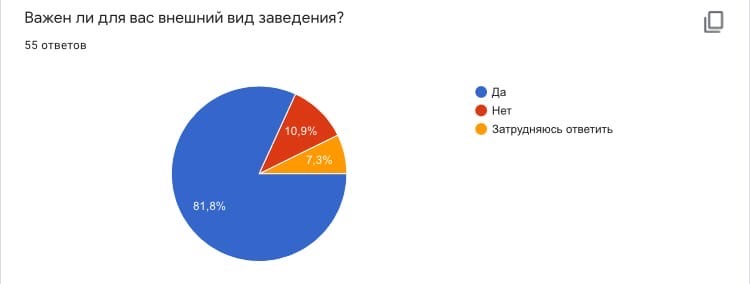 Важен ли для вас внешний вид заведения?
55 ответов
Да
Нет
Затрудняюсь ответить
10,9%
7,3%
81,8%